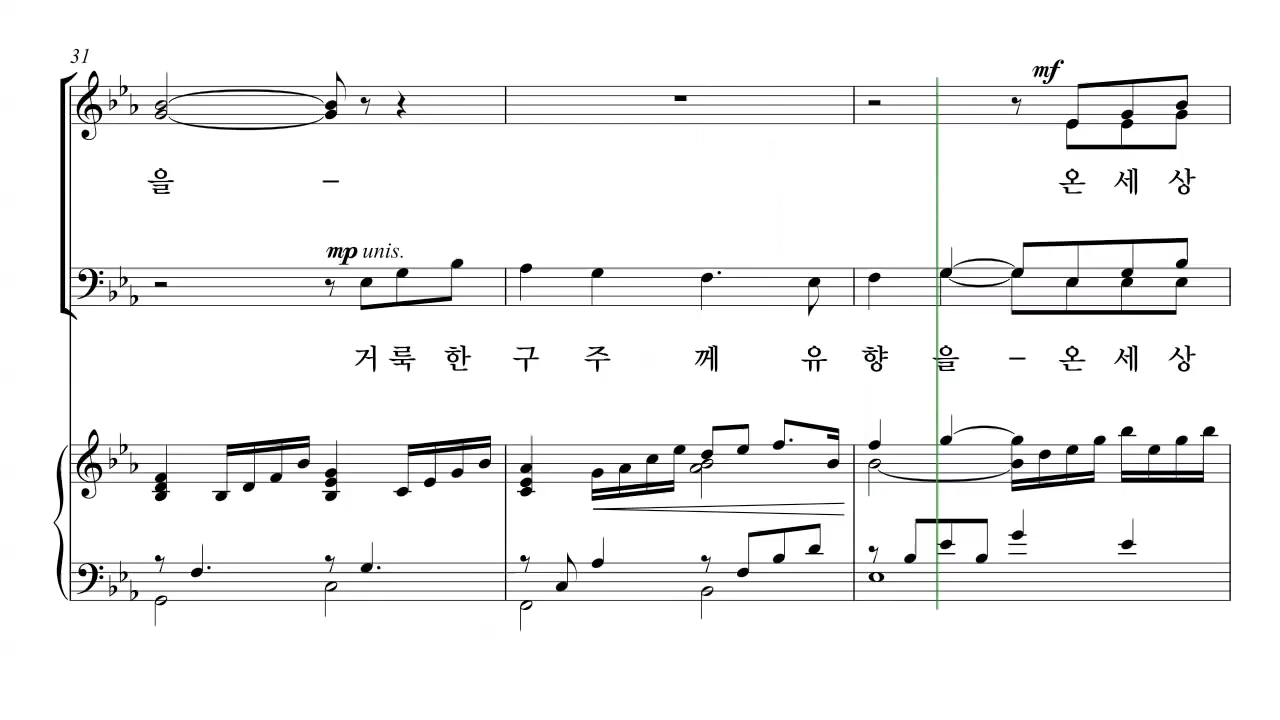 31
mf
을 – 온 세 상
mp unis.
거 룩 한 구 주 께 유 향 을 – 온 세 상